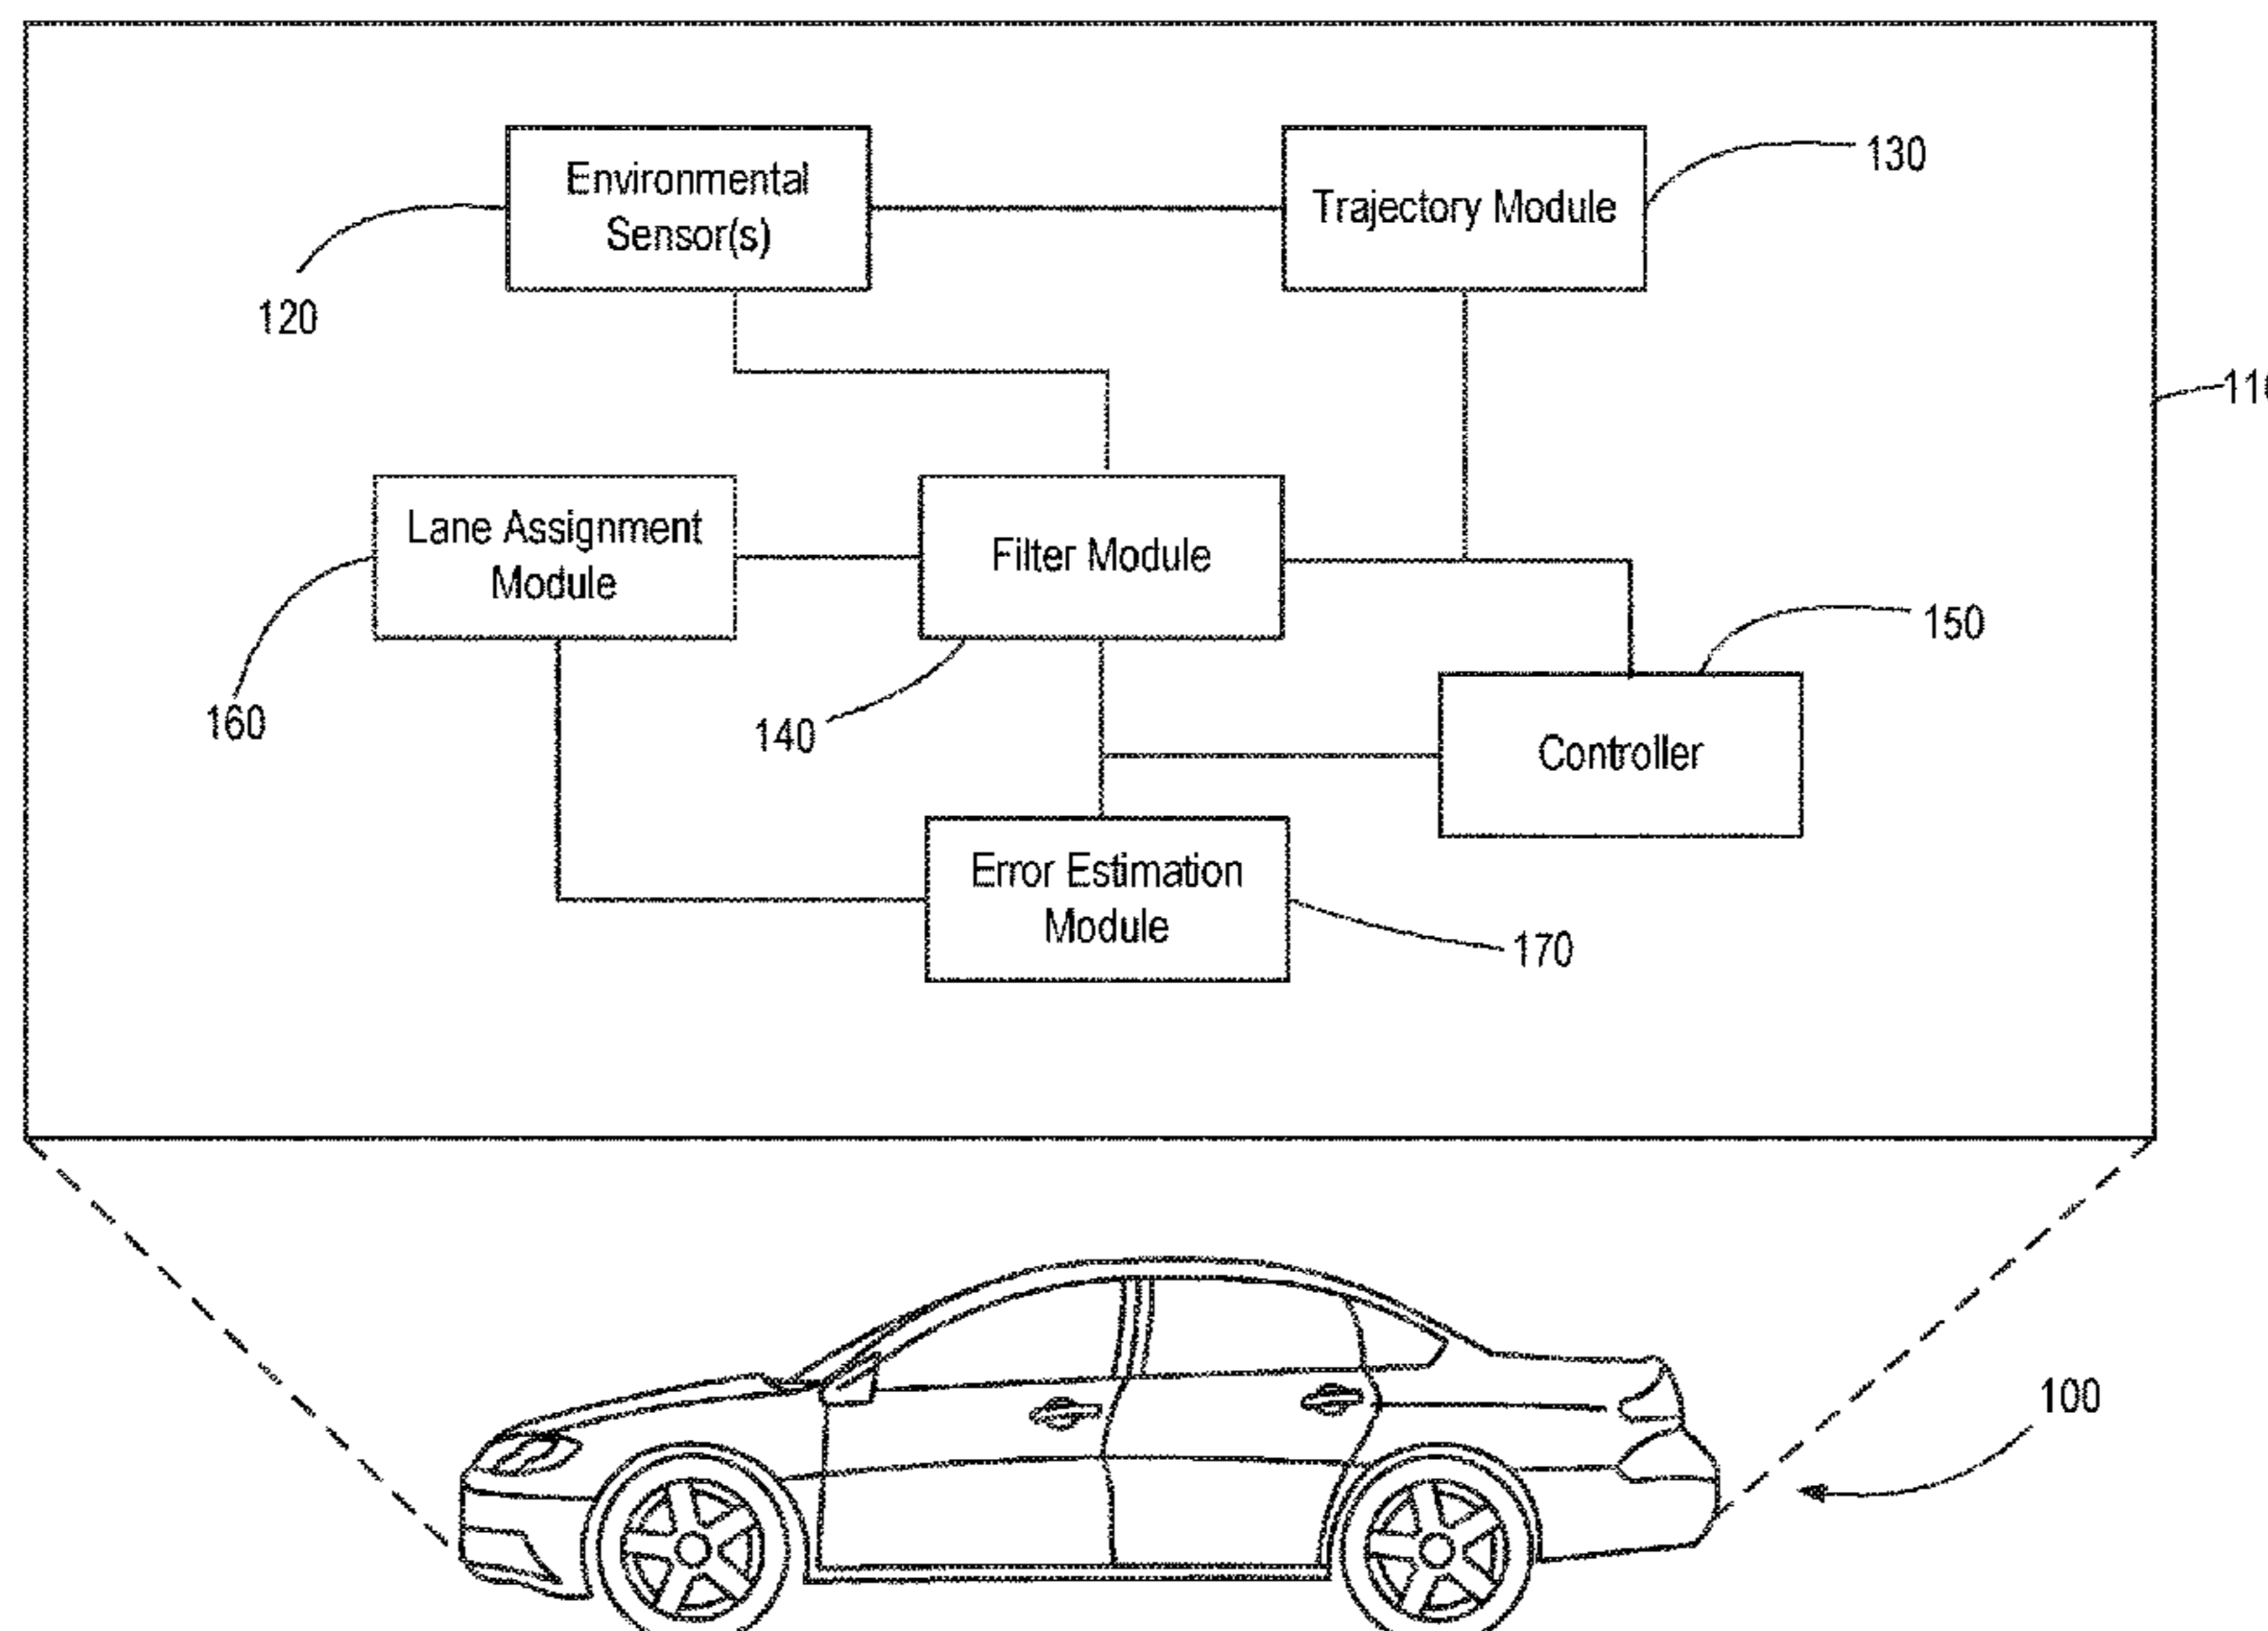 Environmental
Sensor(s)
Trajectory Module
130
120
Lane Assignment
Module
Filter Module
160
140
150
Controller
Error Estimation
Module
170
100